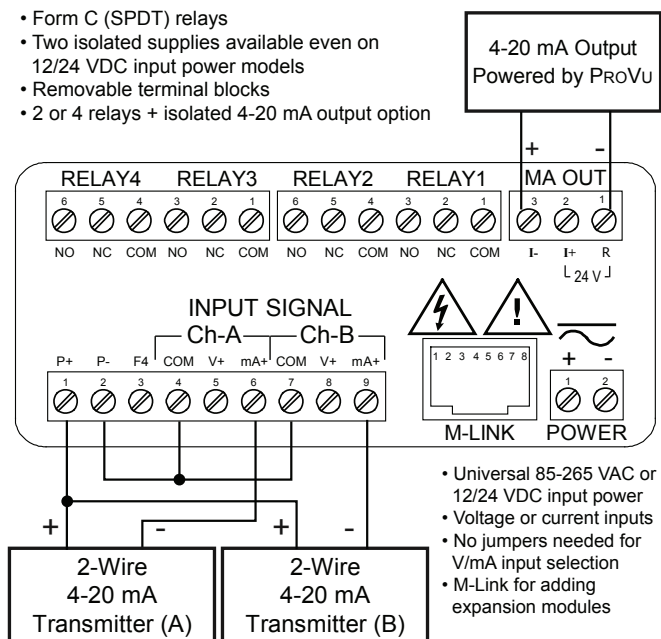 • Form C (SPDT) relays
• Two isolated supplies available even on
12/24 VDC input power models
• Removable terminal blocks
• 2 or 4 relays + isolated 4-20 mA output option
4-20 mA Output
Powered by PROVU
+ -
RELAY4 RELAY3 RELAY2 RELAY1 MA OUT
6 5 4 3 2 1 6 5 4 3 2 1 3 2 1
NO NC COM NO NC COM NO NC COM NO NC COM I- I+ R
24 V
INPUT SIGNAL
Ch-A Ch-B
P+ P- F4 COM V+ mA+ COM V+ mA+
1 2 3 4 5 6 7 8 9
1 2 3 4 5 6 7 8
M-LINK
!
+ -
1 2
POWER
+ - + -
2-Wire
4-20 mA
Transmitter (A)
2-Wire
4-20 mA
Transmitter (B)
• Universal 85-265 VAC or
12/24 VDC input power
• Voltage or current inputs
• No jumpers needed for
V/mA input selection
• M-Link for adding
expansion modules